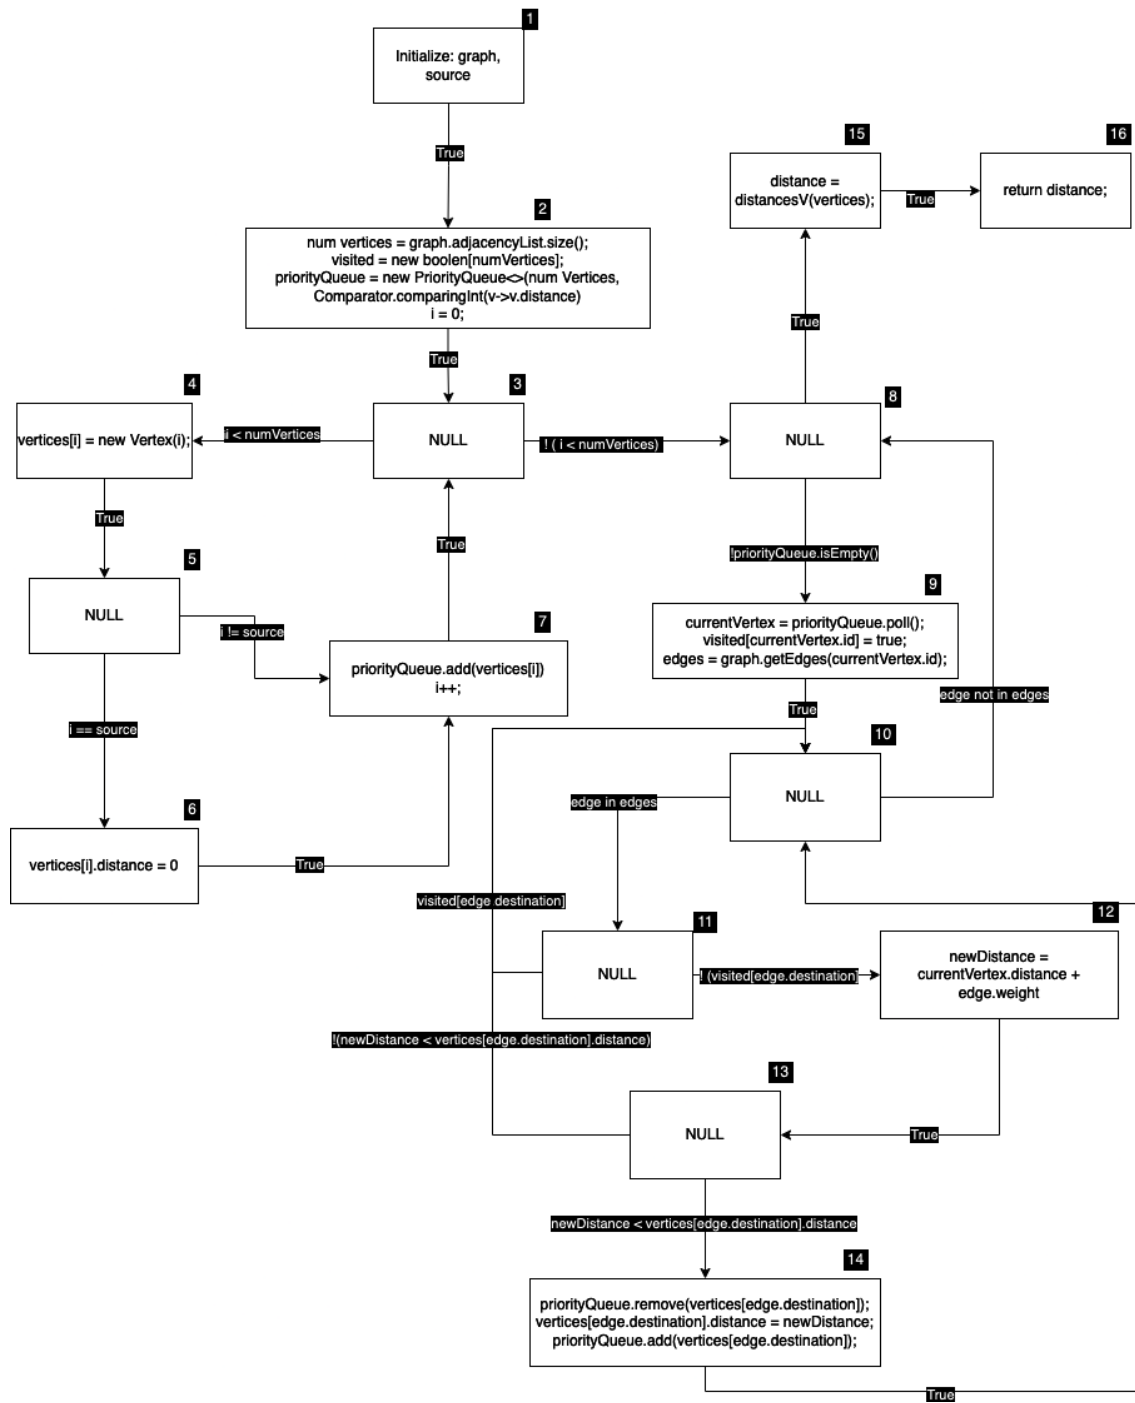 1
Initialize: graph,
source
True
2
num vertices = graph.adjacencyList.size();
visited = new boolen[numVertices];
priorityQueue = new PriorityQueue<>(num Vertices,
Comparator.comparingInt(v->v.distance)
i = 0;
True
3
NULL
i < numVertices
! ( i < numVertices)
4
vertices[i] = new Vertex(i);
True
5
NULL
i != source
i == source
6
vertices[i].distance = 0
True
7
priorityQueue.add(vertices[i])
i++;
True
8
NULL
True
!priorityQueue.isEmpty()
15
distance =
distancesV(vertices);
True
16
return distance;
9
currentVertex = priorityQueue.poll();
visited[currentVertex.id] = true;
edges = graph.getEdges(currentVertex.id);
True
edge not in edges
10
NULL
edge in edges
visited[edge.destination]
11
NULL
! (visited[edge.destination]
12
newDistance =
currentVertex.distance +
edge.weight
True
!(newDistance < vertices[edge.destination].distance)
13
NULL
newDistance < vertices[edge.destination].distance
14
priorityQueue.remove(vertices[edge.destination]);
vertices[edge.destination].distance = newDistance;
priorityQueue.add(vertices[edge.destination]);
True